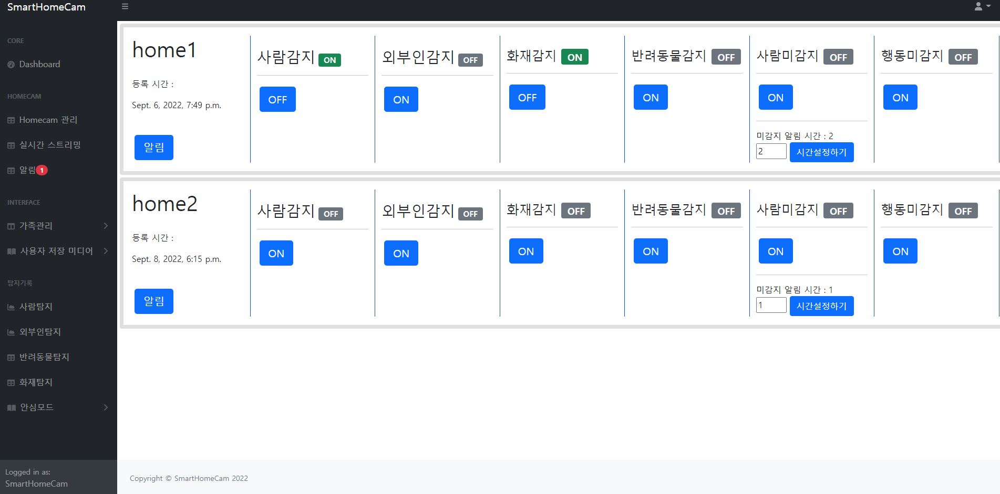 SmartHomeCam
CORE
Dashboard
HOMECAM
Homecam 관리
실시간 스트리밍
알림 1
INTERFACE
가족관리
사용자 저장 미디어
탐지기록
사람탐지
외부인탐지
반려동물탐지
화재탐지
안심모드
Logged in as:
SmartHomeCam
home1
등록 시간 :
Sept. 6, 2022, 7:49 p.m.
알림
사람감지 ON
OFF
외부인감지 OFF
ON
화재감지 ON
OFF
반려동물감지 OFF
ON
사람미감지 OFF
ON
미감지 알림 시간 : 2
2 시간설정하기
행동미감지 OFF
ON
home2
등록 시간 :
Sept. 8, 2022, 6:15 p.m.
알림
사람감지 OFF
ON
외부인감지 OFF
ON
화재감지 OFF
ON
반려동물감지 OFF
ON
사람미감지 OFF
ON
미감지 알림 시간 : 1
1 시간설정하기
행동미감지 OFF
ON
Copyright © SmartHomeCam 2022